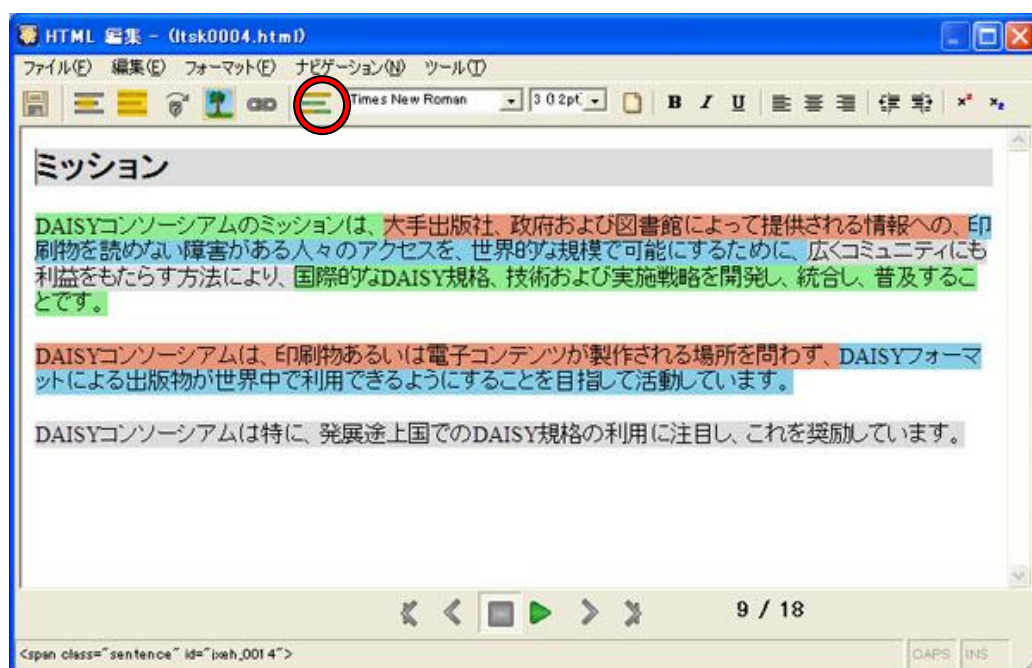 HTML 編集 - (ltsk0004.html)
ファイル(F) 編集(E) フォーマット(F) ナビゲーション(N) ツール(T)
Times New Roman B I U x² x₂
ミッション
DAISYコンソーシアムのミッションは、大手出版社、政府および図書館によって提供される情報への、印
刷物を読めない障害がある人々のアクセスを、世界的な規模で可能にするために、広くコミュニティにも
利益をもたらす方法により、国際的なDAISY規格、技術および実施戦略を開発し、統合し、普及するこ
とです。
DAISYコンソーシアムは、印刷物あるいは電子コンテンツが製作される場所を問わず、DAISYフォーマ
ットによる出版物が世界中で利用できるようにすることを目指して活動しています。
DAISYコンソーシアムは特に、発展途上国でのDAISY規格の利用に注目し、これを奨励しています。
9 / 18
<span class="sentence" id="ixeh_0014">
CAPS INS